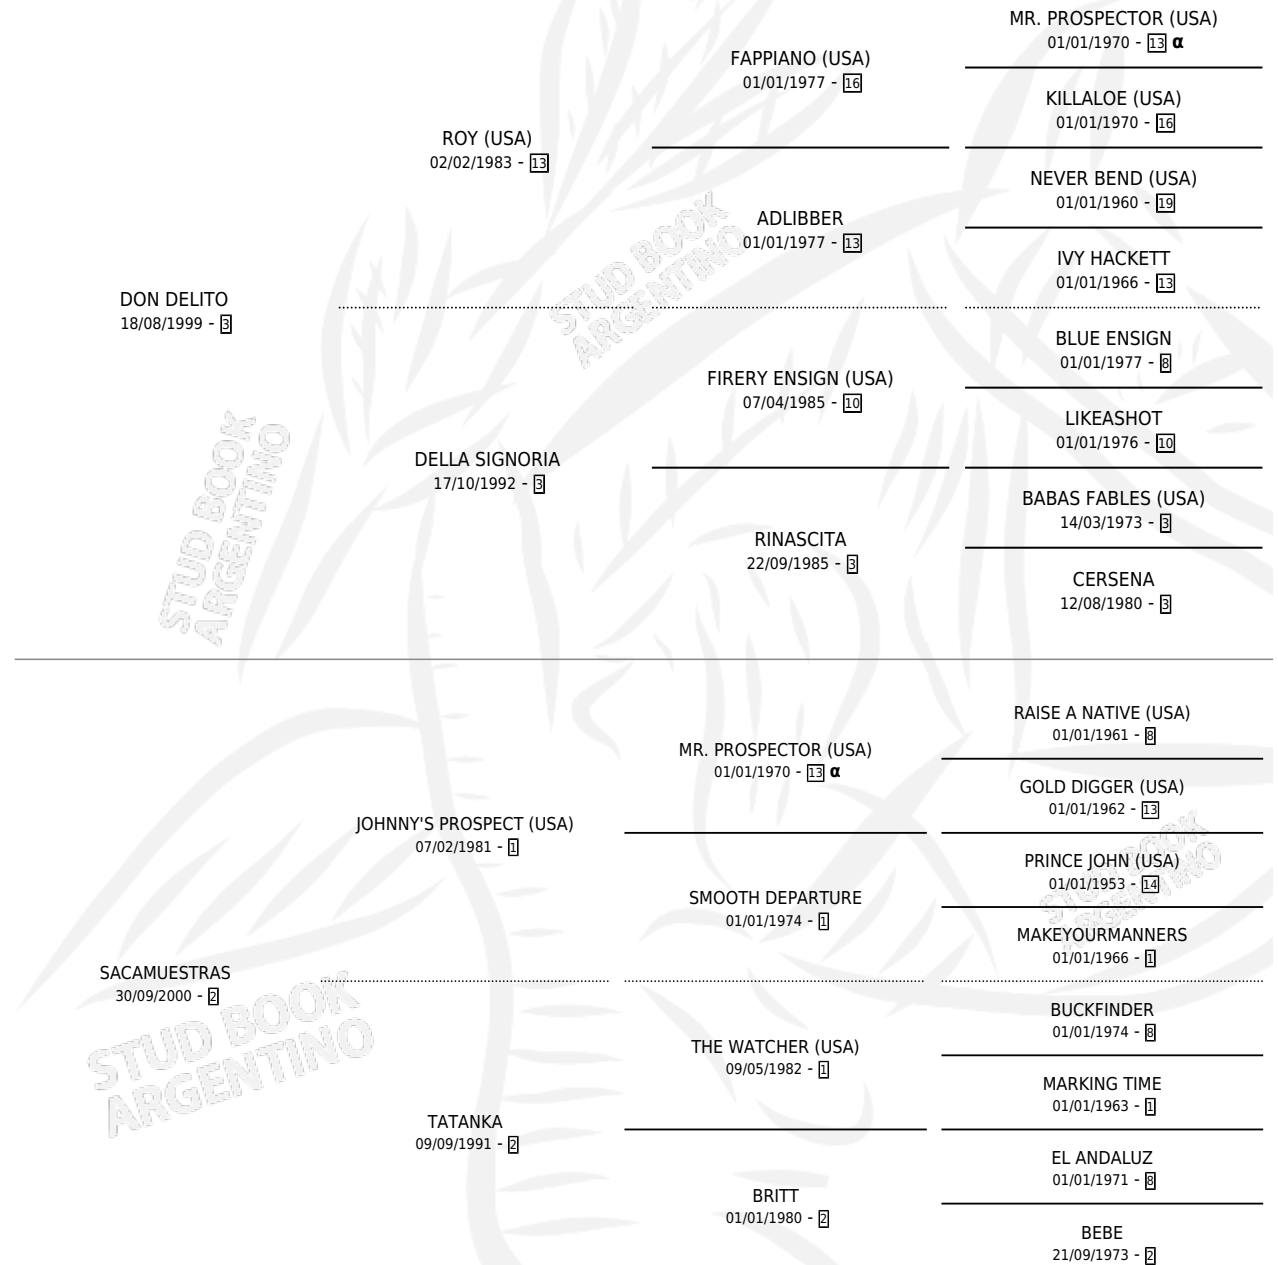 MR. PROSPECTOR (USA)
01/01/1970 - 13 α
FAPPIANO (USA)
01/01/1977 - 16
KILLALOE (USA)
01/01/1970 - 16
ROY (USA)
02/02/1983 - 13
NEVER BEND (USA)
01/01/1960 - 19
ADLIBBER
01/01/1977 - 13
IVY HACKETT
01/01/1966 - 13
DON DELITO
18/08/1999 - 3
BLUE ENSIGN
01/01/1977 - 8
FIRERY ENSIGN (USA)
07/04/1985 - 10
LIKEASHOT
01/01/1976 - 10
DELLA SIGNORIA
17/10/1992 - 3
BABAS FABLES (USA)
14/03/1973 - 3
RINASCITA
22/09/1985 - 3
CERSENA
12/08/1980 - 3
RAISE A NATIVE (USA)
01/01/1961 - 8
MR. PROSPECTOR (USA)
01/01/1970 - 13 α
GOLD DIGGER (USA)
01/01/1962 - 13
JOHNNY'S PROSPECT (USA)
07/02/1981 - 1
PRINCE JOHN (USA)
01/01/1953 - 14
SMOOTH DEPARTURE
01/01/1974 - 1
MAKEYOURMANNERS
01/01/1966 - 1
SACAMUESTRAS
30/09/2000 - 2
BUCKFINDER
01/01/1974 - 8
THE WATCHER (USA)
09/05/1982 - 1
MARKING TIME
01/01/1963 - 1
TATANKA
09/09/1991 - 2
EL ANDALUZ
01/01/1971 - 8
BRITT
01/01/1980 - 2
BEBE
21/09/1973 - 2
STUD BOOK
ARGENTINO
STUD BOOK
ARGENTINO
STUD BOOK
ARGENTINO
STUD BOOK
ARGENTINO